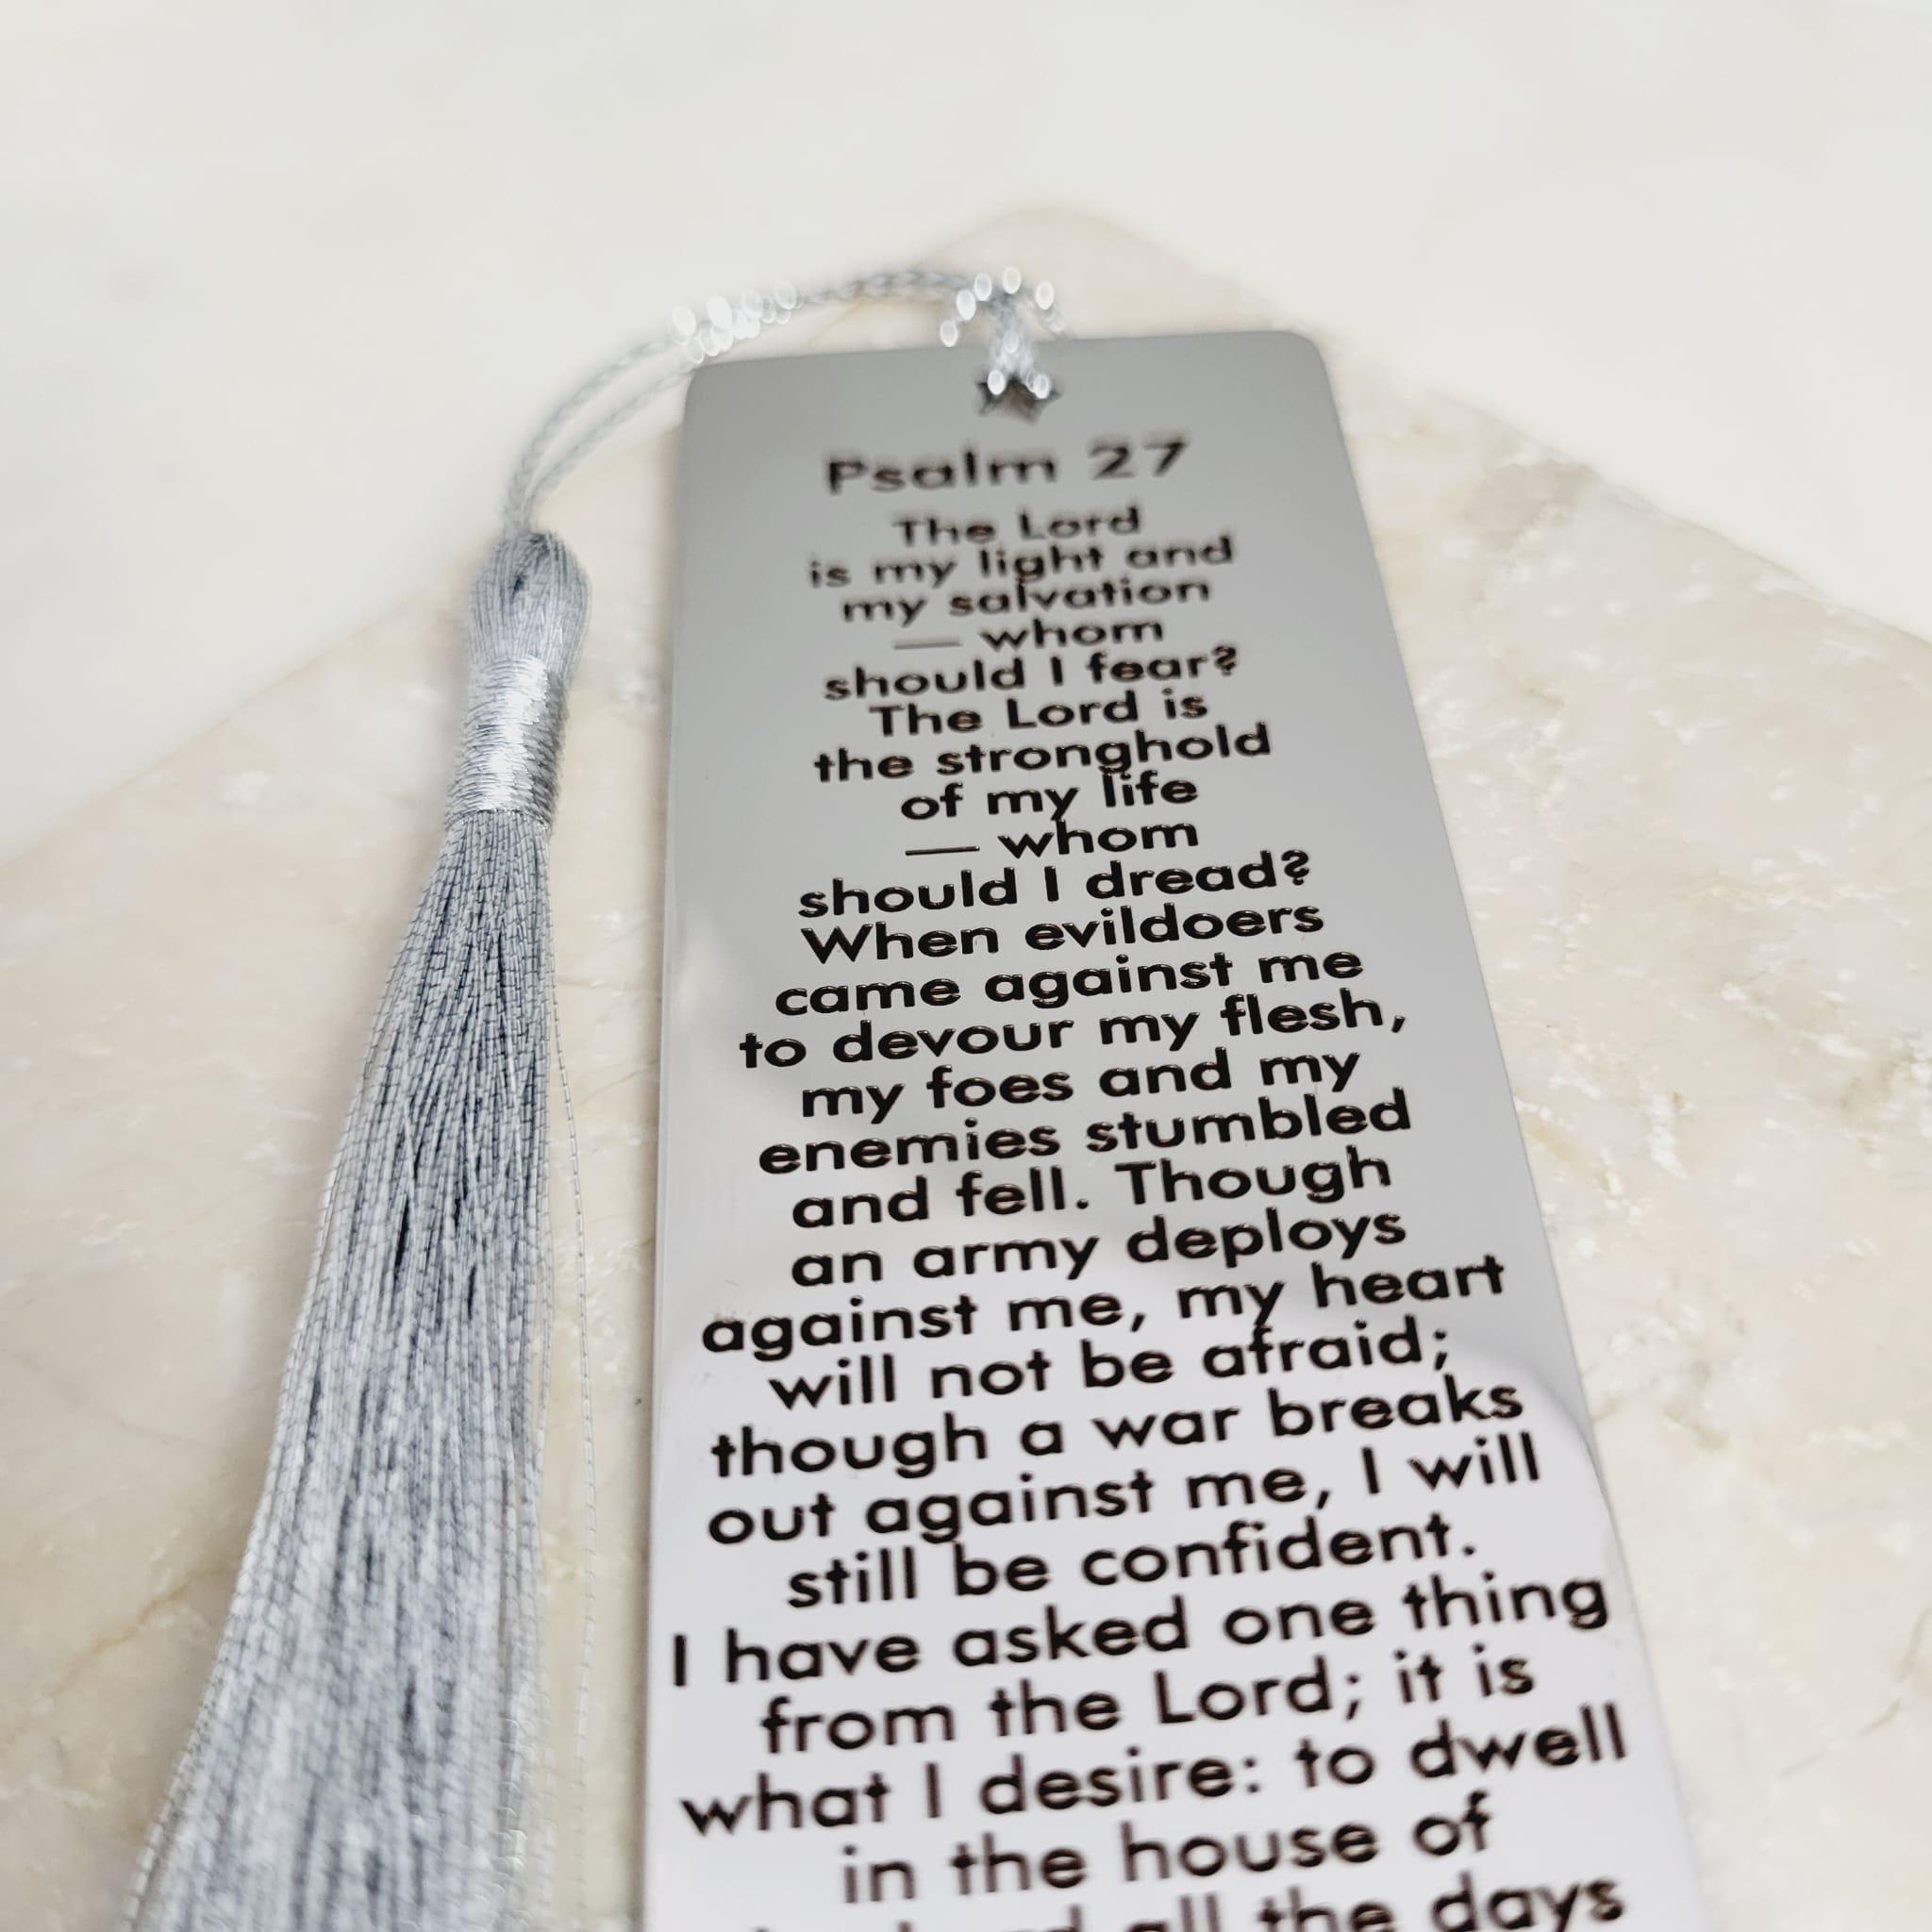 Psalm 27
The Lord
is my light and
my salvation
— whom
should I fear?
The Lord is
the stronghold
of my life
— whom
should I dread?
When evildoers
came against me
to devour my flesh,
my foes and my
enemies stumbled
and fell. Though
an army deploys
against me, my heart
will not be afraid;
though a war breaks
out against me, I will
still be confident.
I have asked one thing
from the Lord; it is
what I desire: to dwell
in the house of
all the days